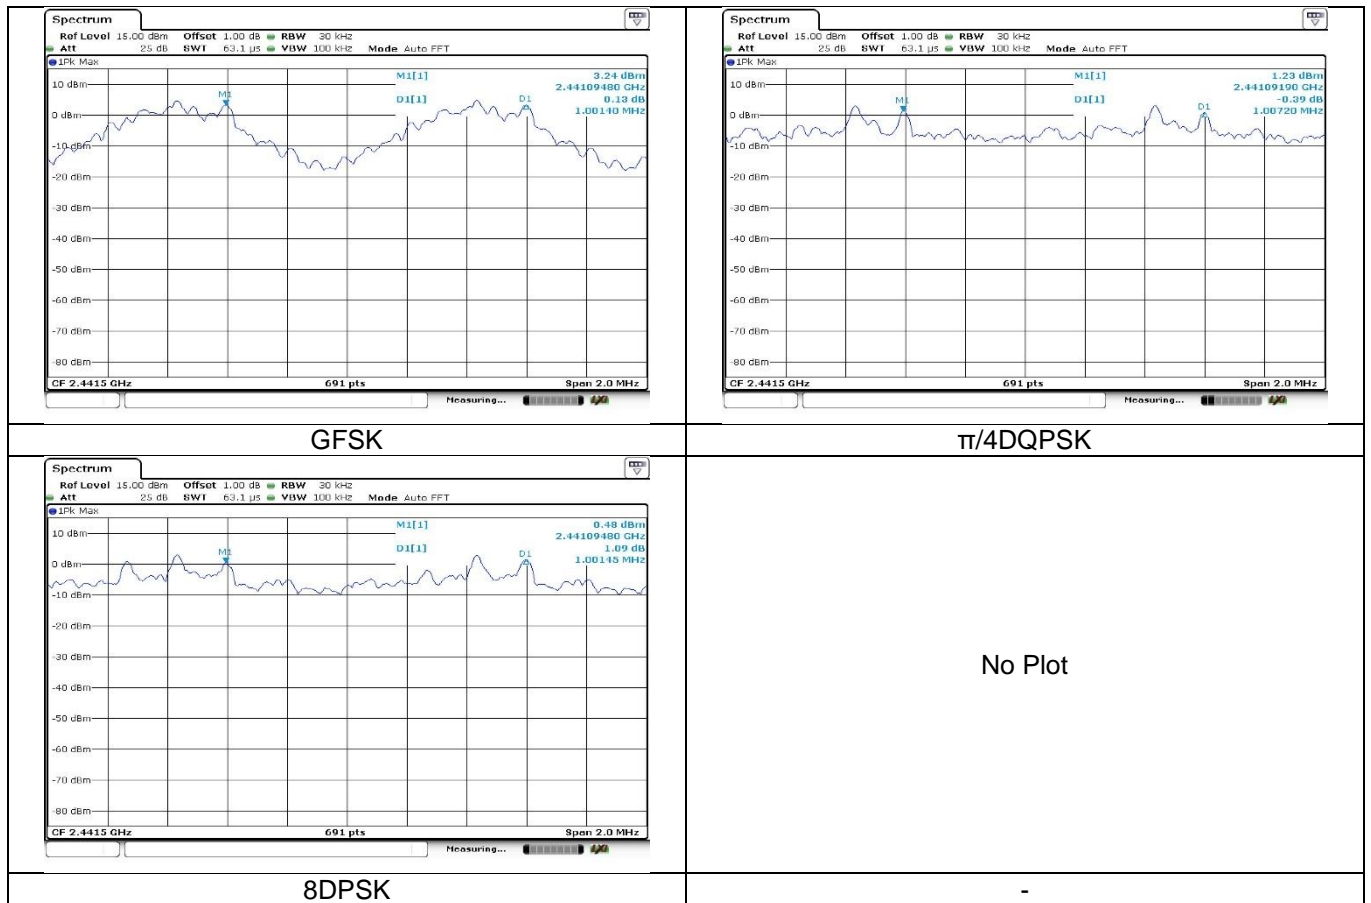 Spectrum
Ref Level 15.00 dBm Offset 1.00 dB RBW 30 kHz
Att 25 dB SWT 63.1 µs VBW 100 kHz Mode Auto FFT
1Pk Max
M1[1] 3.24 dBm
2.44109480 GHz
D1[1] 0.13 dB
1.00140 MHz
M1
D1
10 dBm
0 dBm
-10 dBm
-20 dBm
-30 dBm
-40 dBm
-50 dBm
-60 dBm
-70 dBm
-80 dBm
CF 2.4415 GHz 691 pts Span 2.0 MHz
Measuring...
Spectrum
Ref Level 15.00 dBm Offset 1.00 dB RBW 30 kHz
Att 25 dB SWT 63.1 µs VBW 100 kHz Mode Auto FFT
1Pk Max
M1[1] 1.23 dBm
2.44109190 GHz
D1[1] -0.39 dB
1.00720 MHz
M1
D1
10 dBm
0 dBm
-10 dBm
-20 dBm
-30 dBm
-40 dBm
-50 dBm
-60 dBm
-70 dBm
-80 dBm
CF 2.4415 GHz 691 pts Span 2.0 MHz
Measuring...
GFSK
π/4DQPSK
Spectrum
Ref Level 15.00 dBm Offset 1.00 dB RBW 30 kHz
Att 25 dB SWT 63.1 µs VBW 100 kHz Mode Auto FFT
1Pk Max
M1[1] 0.48 dBm
2.44109480 GHz
D1[1] 1.09 dB
1.00145 MHz
M1
D1
10 dBm
0 dBm
-10 dBm
-20 dBm
-30 dBm
-40 dBm
-50 dBm
-60 dBm
-70 dBm
-80 dBm
CF 2.4415 GHz 691 pts Span 2.0 MHz
Measuring...
No Plot
8DPSK
-